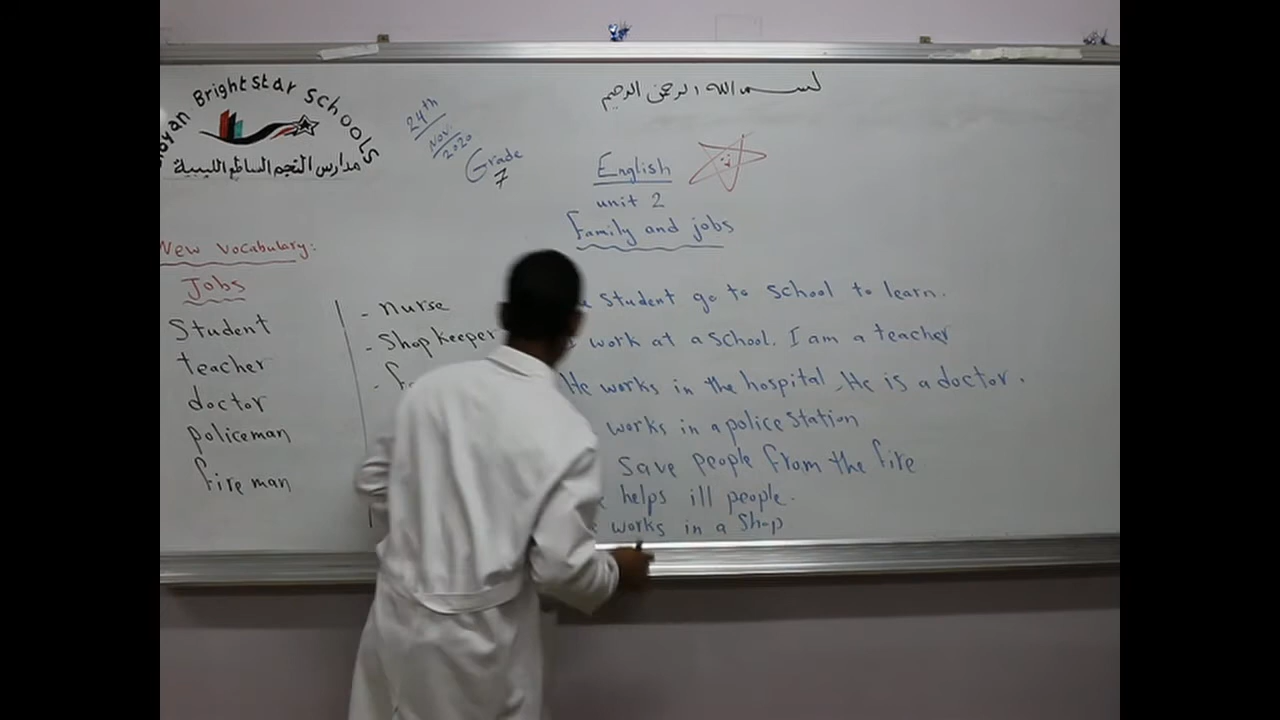 Bright star Schools
مدارس النجم الساطع الليبية
24th
Nov.
2020
Grade
7
بسم الله الرحمن الرحيم
English
unit 2
Family and jobs
New vocabulary:
Jobs
Student
teacher
doctor
policeman
fire man
- nurse
- Shopkeeper
student go to school to learn.
I work at a school. I am a teacher
He works in the hospital. He is a doctor.
works in a police station
Save people from the fire
helps ill people.
works in a Shop